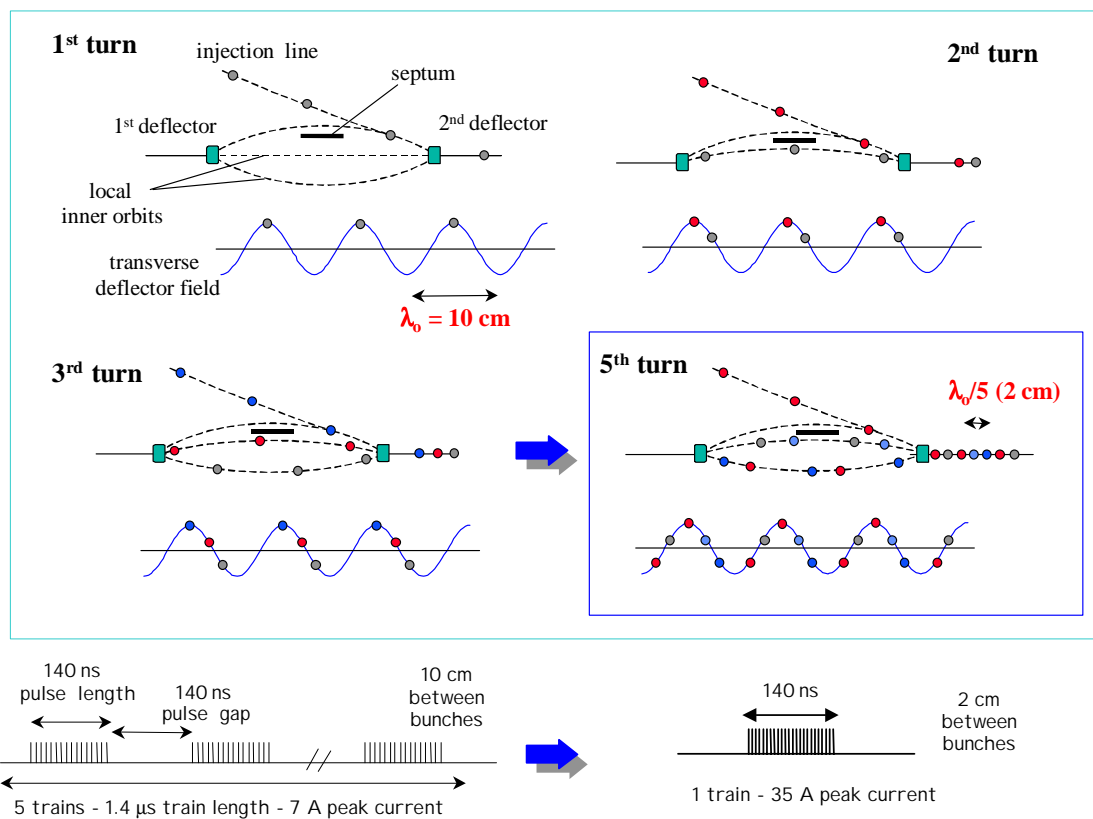 1st turn
injection line
septum
1st deflector
2nd deflector
local
inner orbits
transverse
deflector field
λo = 10 cm
2nd turn
3rd turn
5th turn
λo/5 (2 cm)
140 ns
pulse length
140 ns
pulse gap
10 cm
between
bunches
5 trains - 1.4 µs train length - 7 A peak current
140 ns
2 cm
between
bunches
1 train - 35 A peak current